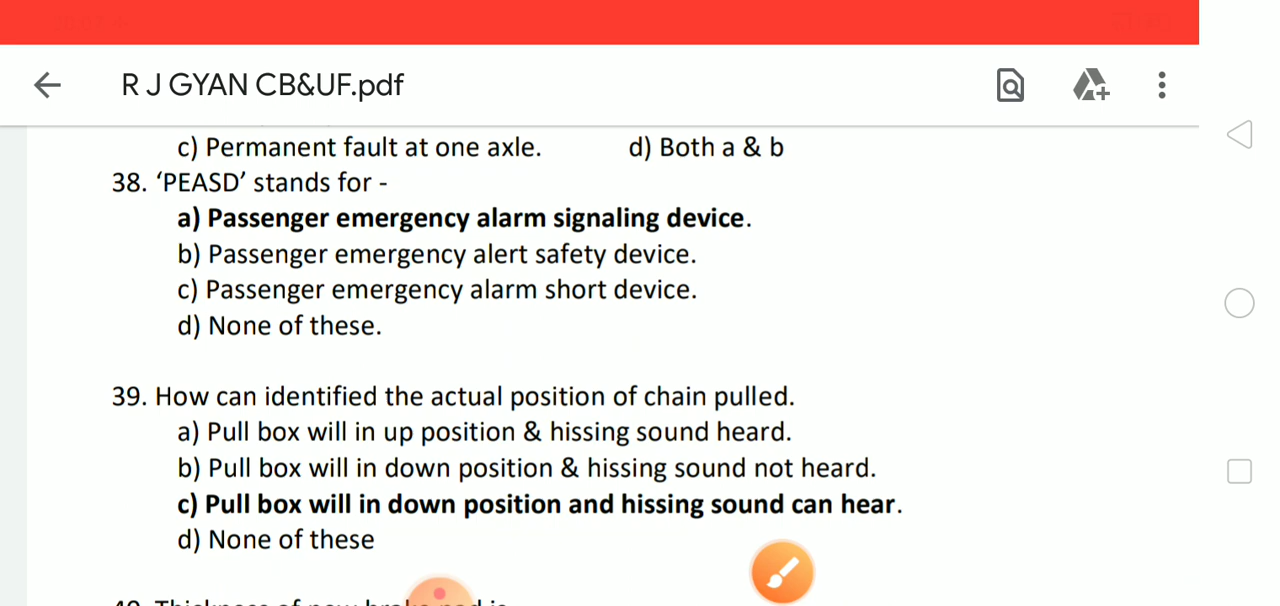 R J GYAN CB&UF.pdf
c) Permanent fault at one axle. d) Both a & b
38. ‘PEASD’ stands for -
a) Passenger emergency alarm signaling device.
b) Passenger emergency alert safety device.
c) Passenger emergency alarm short device.
d) None of these.
39. How can identified the actual position of chain pulled.
a) Pull box will in up position & hissing sound heard.
b) Pull box will in down position & hissing sound not heard.
c) Pull box will in down position and hissing sound can hear.
d) None of these